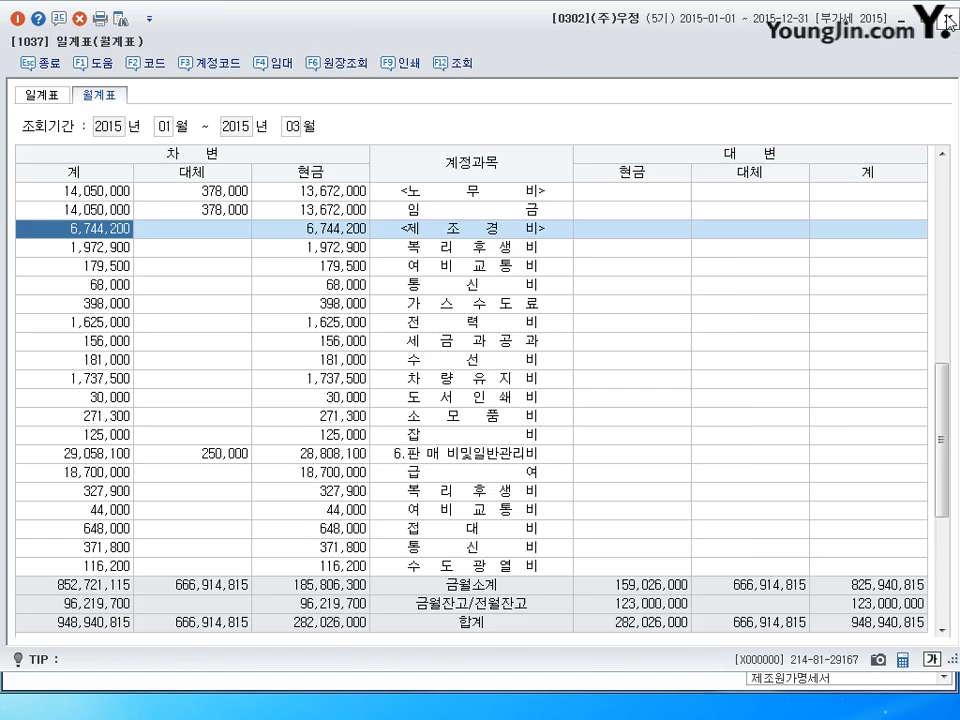 [0302](주)우정 (5기) 2015-01-01 ~ 2015-12-31 [부가세 2015]
YoungJin.com Y.
[1037] 일계표(월계표)
Esc 종료 F1 도움 F2 코드 F3 계정코드 F4 임대 F6 원장조회 F9 인쇄 F12 조회
일계표 월계표
조회기간 : 2015 년 01 월 ~ 2015 년 03 월
차 변 계정과목 대 변
계 대체 현금 현금 대체 계
14,050,000 378,000 13,672,000 <노 무 비>
14,050,000 378,000 13,672,000 임 금
6,744,200 6,744,200 <제 조 경 비>
1,972,900 1,972,900 복 리 후 생 비
179,500 179,500 여 비 교 통 비
68,000 68,000 통 신 비
398,000 398,000 가 스 수 도 료
1,625,000 1,625,000 전 력 비
156,000 156,000 세 금 과 공 과
181,000 181,000 수 선 비
1,737,500 1,737,500 차 량 유 지 비
30,000 30,000 도 서 인 쇄 비
271,300 271,300 소 모 품 비
125,000 125,000 잡 비
29,058,100 250,000 28,808,100 6.판 매 비및일반관리비
18,700,000 18,700,000 급 여
327,900 327,900 복 리 후 생 비
44,000 44,000 여 비 교 통 비
648,000 648,000 접 대 비
371,800 371,800 통 신 비
116,200 116,200 수 도 광 열 비
852,721,115 666,914,815 185,806,300 금월소계 159,026,000 666,914,815 825,940,815
96,219,700 96,219,700 금월잔고/전월잔고 123,000,000 123,000,000
948,940,815 666,914,815 282,026,000 합계 282,026,000 666,914,815 948,940,815
TIP : [X000000] 214-81-29167 가
제조원가명세서